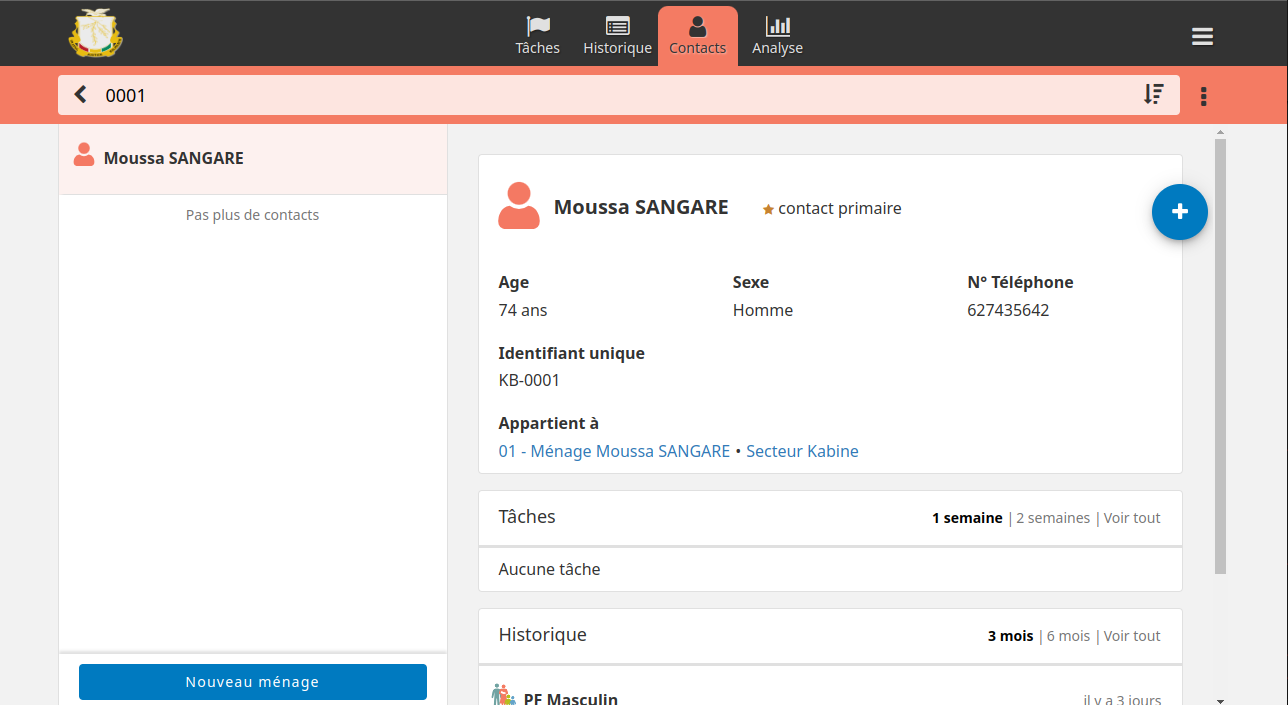 Tâches Historique Contacts Analyse
0001
Moussa SANGARE
Pas plus de contacts
Nouveau ménage
Moussa SANGARE contact primaire
Age Sexe N° Téléphone
74 ans Homme 627435642
Identifiant unique
KB-0001
Appartient à
01 - Ménage Moussa SANGARE • Secteur Kabine
Tâches 1 semaine | 2 semaines | Voir tout
Aucune tâche
Historique 3 mois | 6 mois | Voir tout
PF Masculin il y a 3 jours